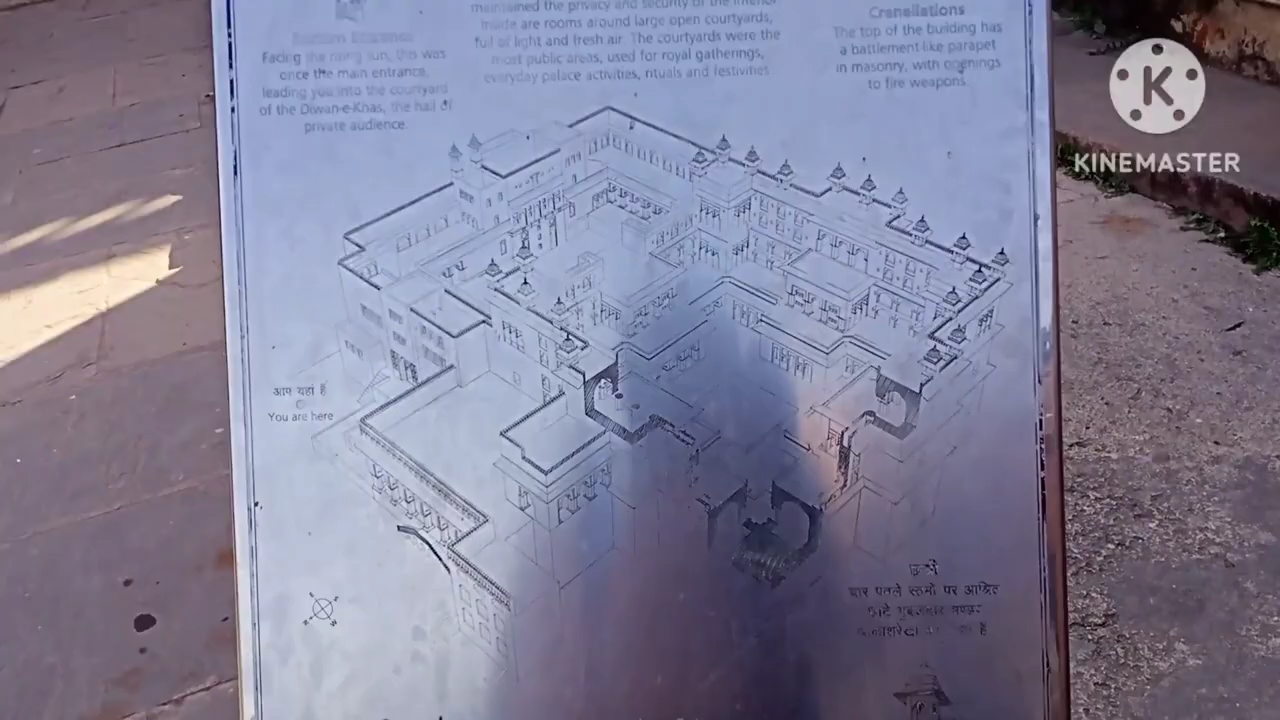 Eastern Entrance
Facing the rising sun, this was
once the main entrance,
leading you into the courtyard
of the Diwan-e-Khas, the hall of
private audience.
maintained the privacy and security of the interior
Inside are rooms around large open courtyards,
full of light and fresh air. The courtyards were the
most public areas, used for royal gatherings,
everyday palace activities, rituals and festivities
Crenellations
The top of the building has
a battlement-like parapet
in masonry, with openings
to fire weapons.
K
KINEMASTER
आप यहां हैं
You are here
चार पतले स्तंभों पर आश्रित
हैं